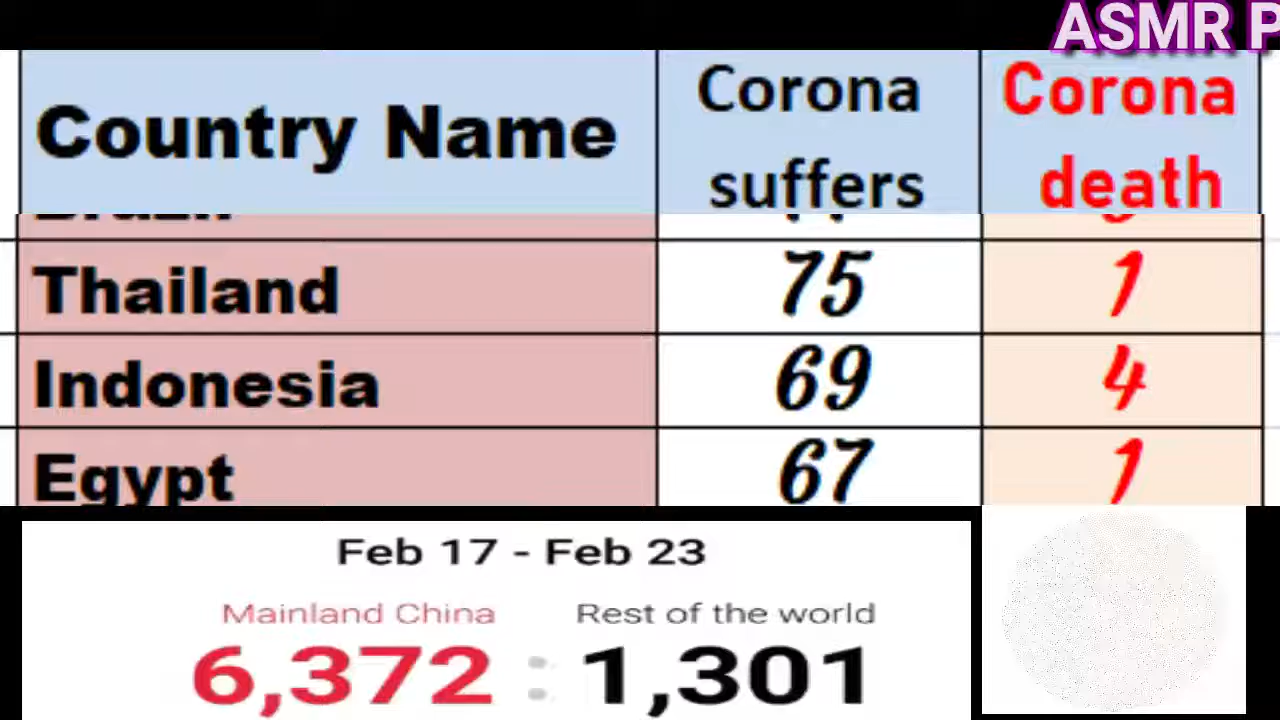 ASMR P
Country Name
Corona suffers
Corona death
Thailand 75 1
Indonesia 69 4
Egypt 67 1
Feb 17 - Feb 23
Mainland China Rest of the world
6,372 : 1,301